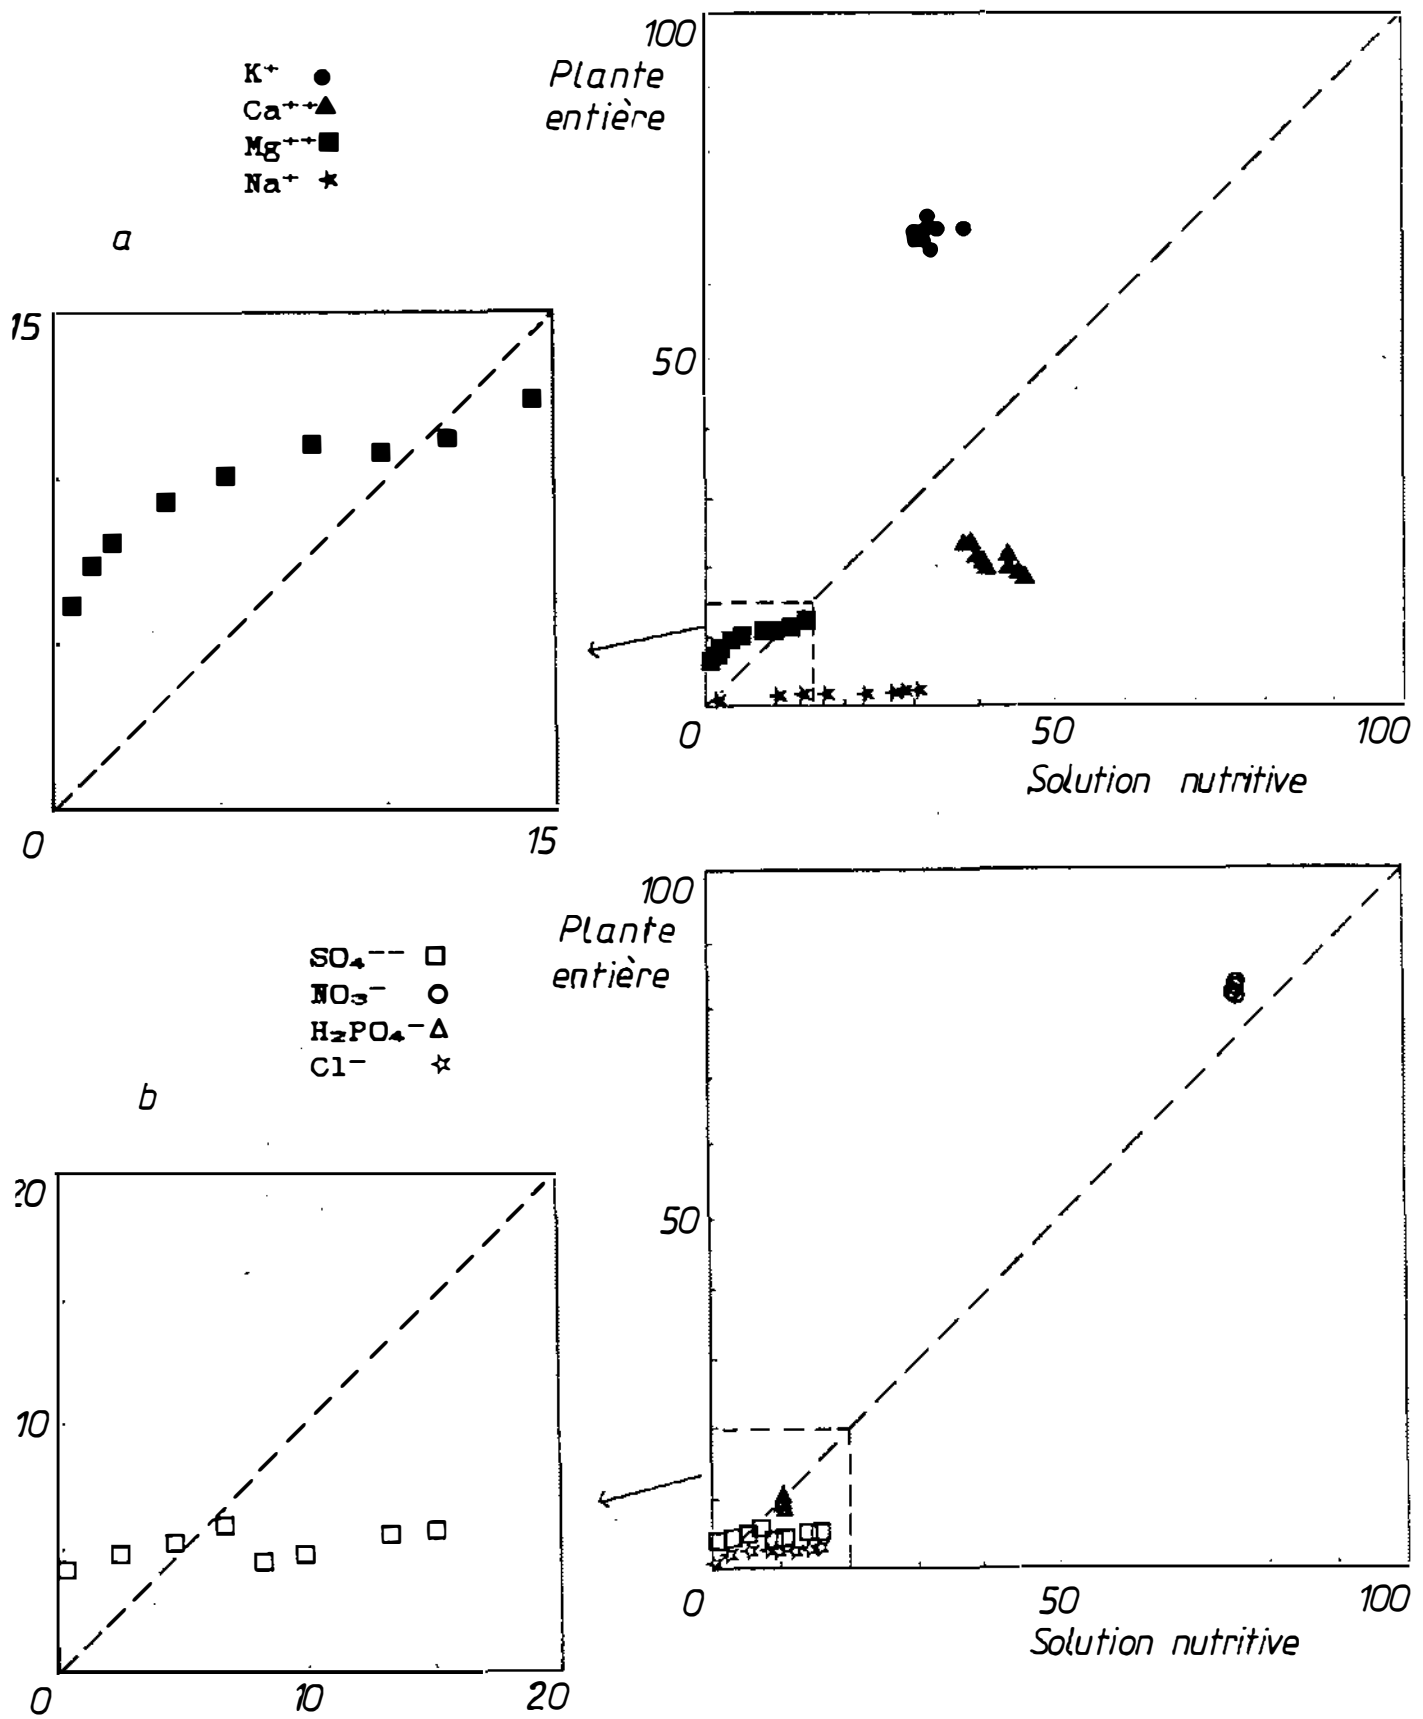 K⁺ ●
Ca⁺⁺ ▲
Mg⁺⁺ ■
Na⁺ ★
a
100
Plante
entière
50
0
50
100
Solution nutritive
15
0
15
SO₄⁻⁻ □
NO₃⁻ ○
H₂PO₄⁻ △
Cl⁻ ☆
b
100
Plante
entière
50
0
50
100
Solution nutritive
20
10
0
10
20